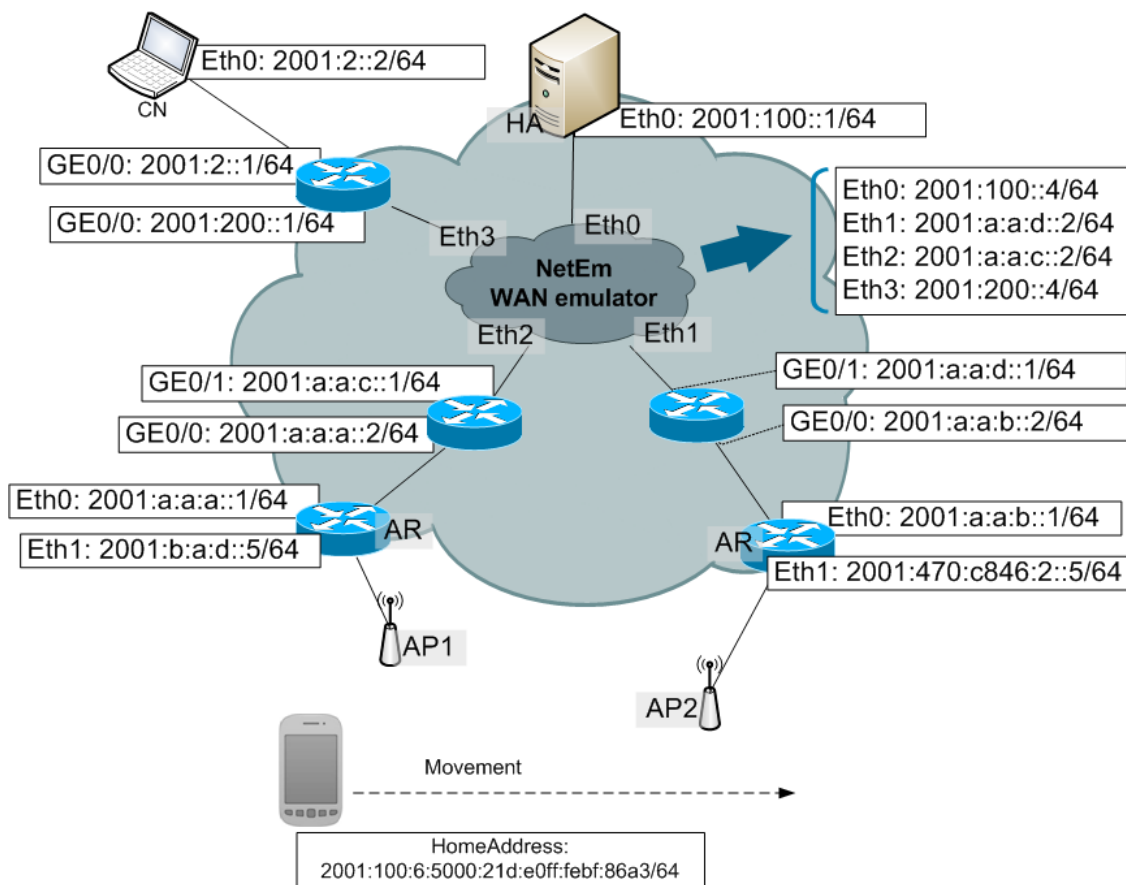 Eth0: 2001:2::2/64
CN
HA
Eth0: 2001:100::1/64
GE0/0: 2001:2::1/64
GE0/0: 2001:200::1/64
Eth3
Eth0
NetEm
WAN emulator
Eth2
Eth1
Eth0: 2001:100::4/64
Eth1: 2001:a:a:d::2/64
Eth2: 2001:a:a:c::2/64
Eth3: 2001:200::4/64
GE0/1: 2001:a:a:c::1/64
GE0/0: 2001:a:a:a::2/64
GE0/1: 2001:a:a:d::1/64
GE0/0: 2001:a:a:b::2/64
Eth0: 2001:a:a:a::1/64
AR
Eth1: 2001:b:a:d::5/64
Eth0: 2001:a:a:b::1/64
AR
Eth1: 2001:470:c846:2::5/64
AP1
AP2
Movement
HomeAddress:
2001:100:6:5000:21d:e0ff:febf:86a3/64